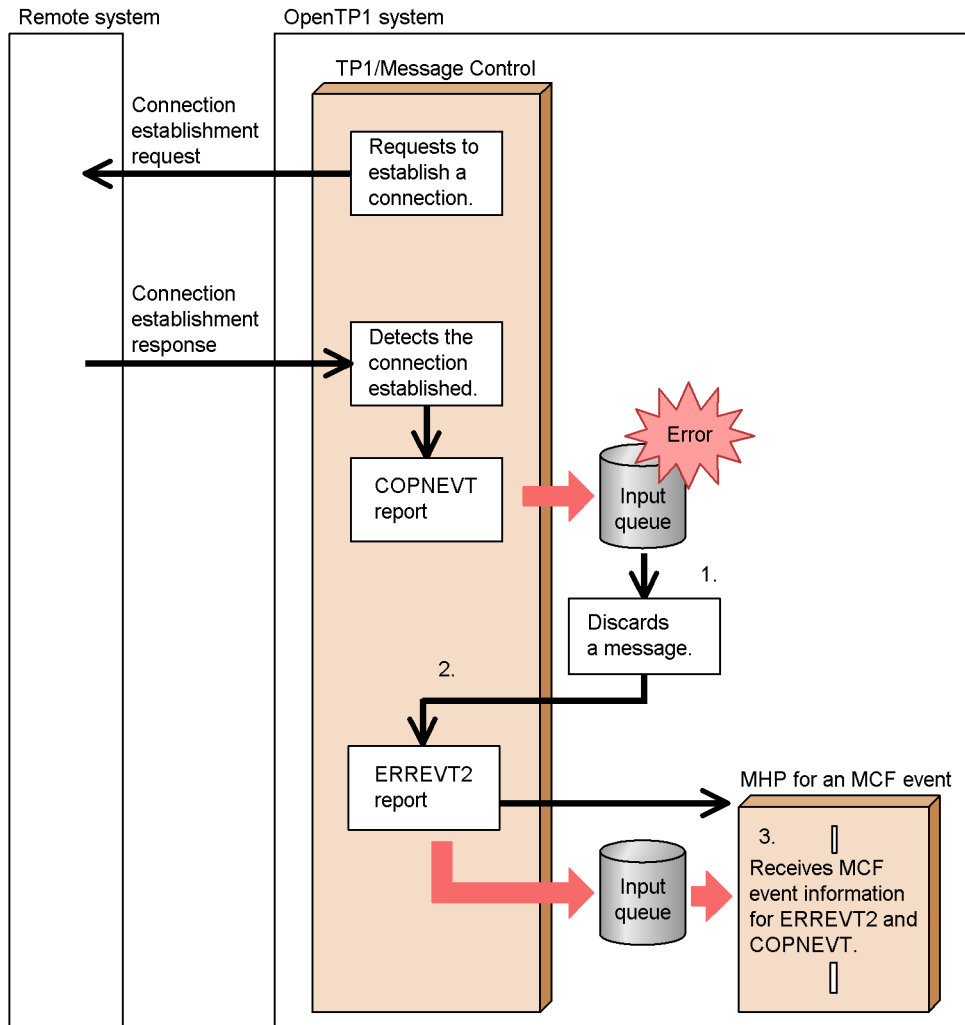 Remote system
OpenTP1 system
TP1/Message Control
Connection
establishment
request
Requests to
establish a
connection.
Connection
establishment
response
Detects the
connection
established.
Error
COPNEVT
report
Input
queue
1.
Discards
a message.
2.
ERREVT2
report
MHP for an MCF event
Input
queue
3.
Receives MCF
event information
for ERREVT2 and
COPNEVT.